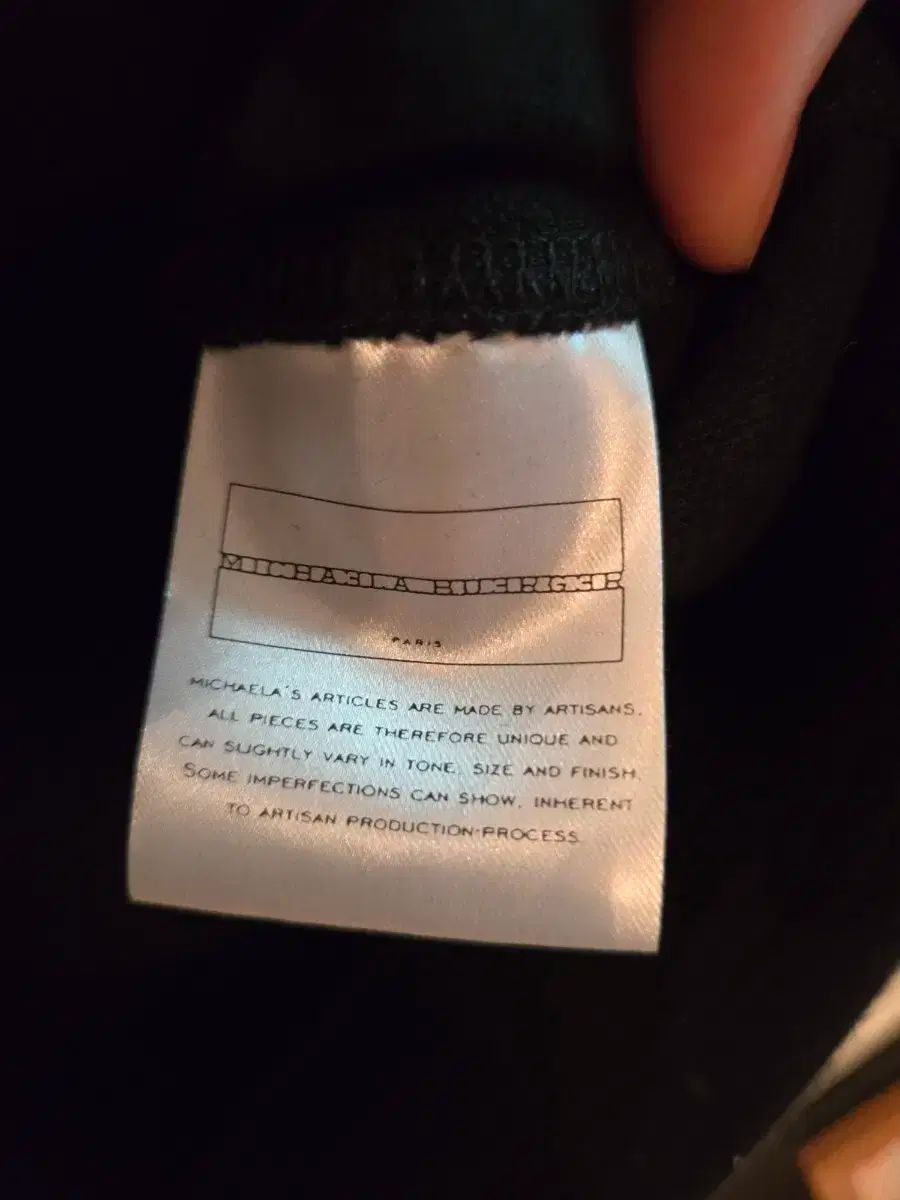 MICHAELA BUERGER
PARIS
MICHAELA'S ARTICLES ARE MADE BY ARTISANS.
ALL PIECES ARE THEREFORE UNIQUE AND
CAN SLIGHTLY VARY IN TONE, SIZE AND FINISH.
SOME IMPERFECTIONS CAN SHOW, INHERENT
TO ARTISAN PRODUCTION-PROCESS